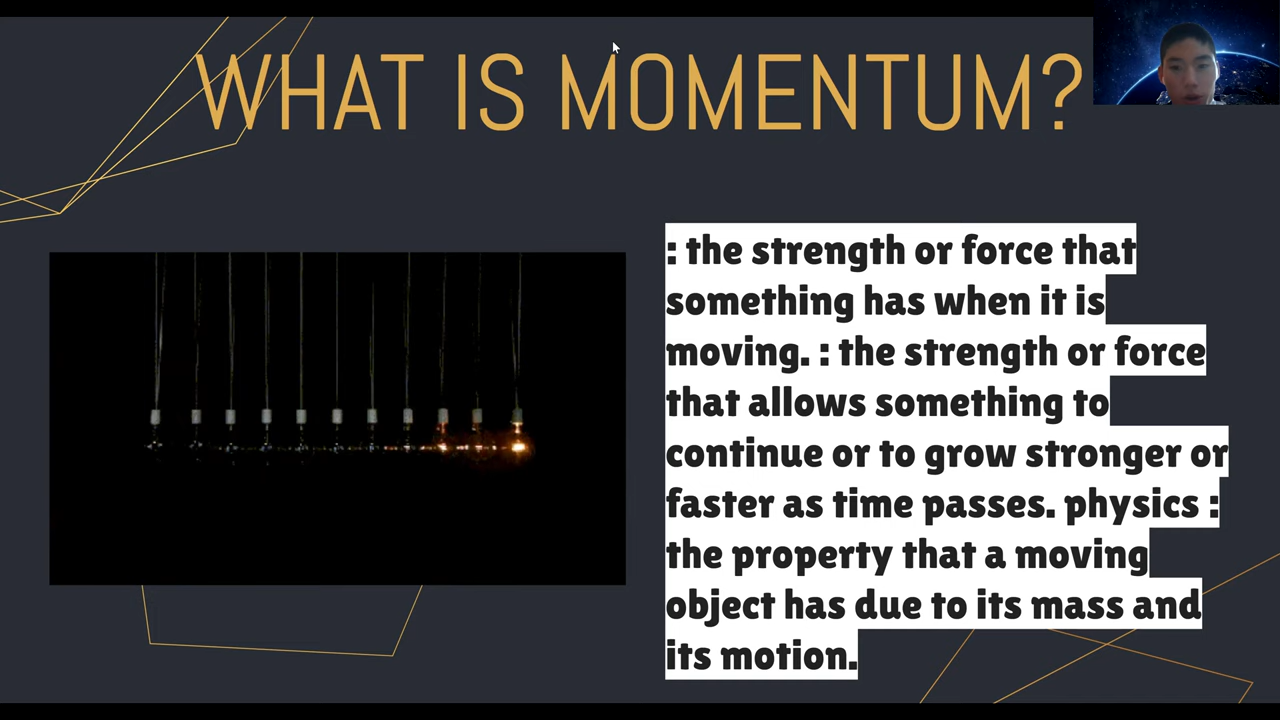 WHAT IS MOMENTUM?
: the strength or force that
something has when it is
moving. : the strength or force
that allows something to
continue or to grow stronger or
faster as time passes. physics :
the property that a moving
object has due to its mass and
its motion.